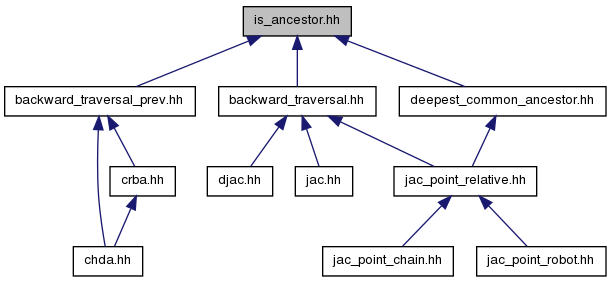 is_ancestor.hh
backward_traversal_prev.hh
backward_traversal.hh
deepest_common_ancestor.hh
crba.hh
djac.hh
jac.hh
jac_point_relative.hh
chda.hh
jac_point_chain.hh
jac_point_robot.hh